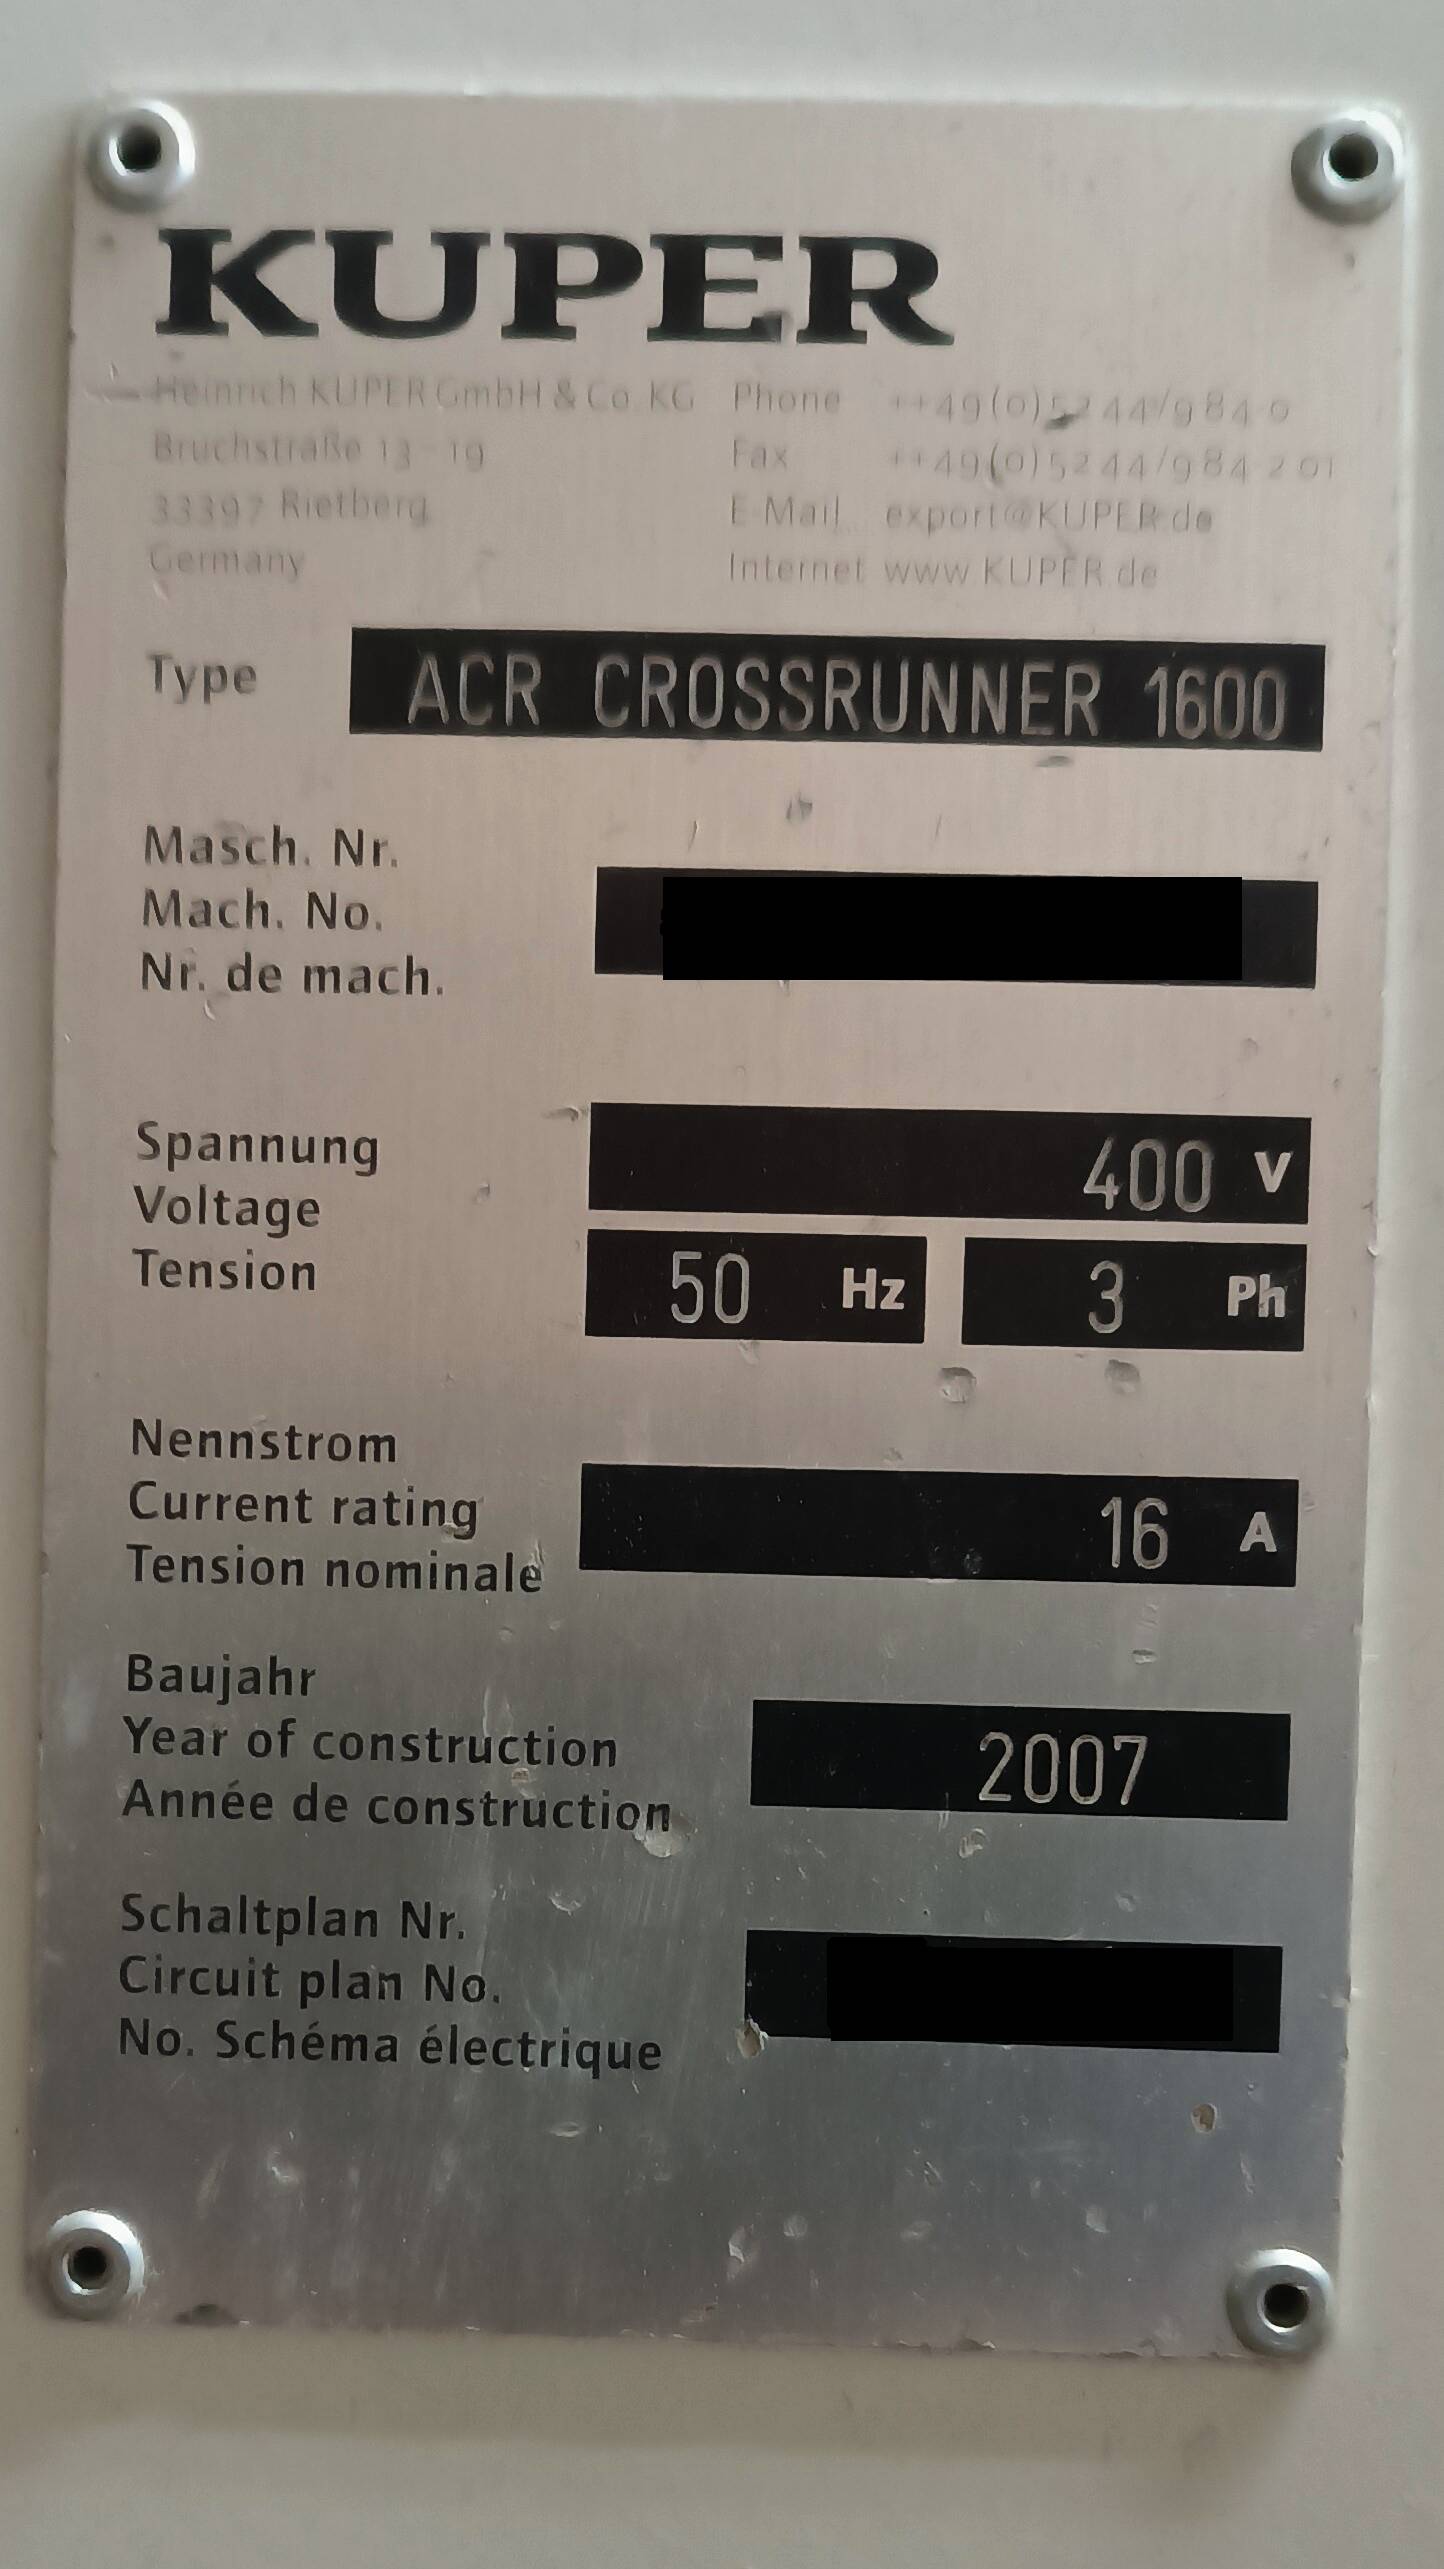 KUPER
Heinrich KUPER GmbH & Co. KG
Bruchstraße 13-19
33397 Rietberg
Germany
Phone ++49(0)5244/984-0
Fax ++49(0)5244/984 201
E-Mail export@KUPER.de
Internet www.KUPER.de
Type ACR CROSSRUNNER 1600
Masch. Nr.
Mach. No.
Nr. de mach.
Spannung
Voltage
Tension
400 V
50 Hz 3 Ph
Nennstrom
Current rating
Tension nominale
16 A
Baujahr
Year of construction
Année de construction
2007
Schaltplan Nr.
Circuit plan No.
No. Schéma électrique